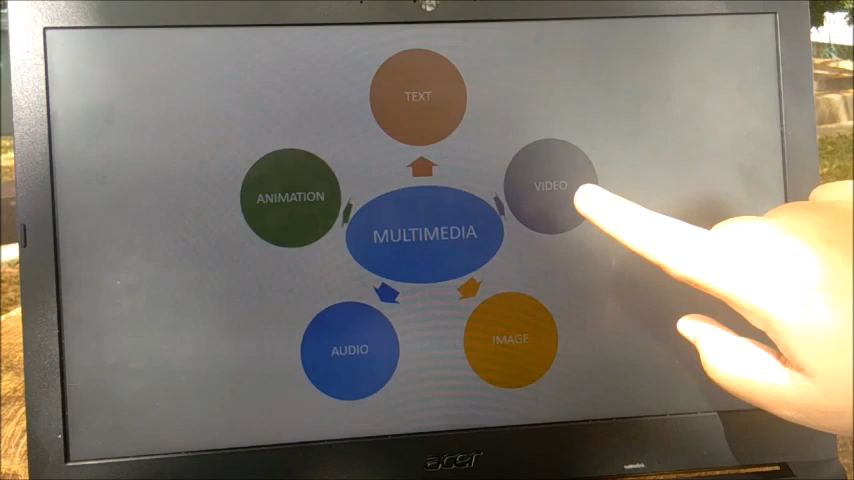 TEXT
VIDEO
ANIMATION
MULTIMEDIA
IMAGE
AUDIO
acer